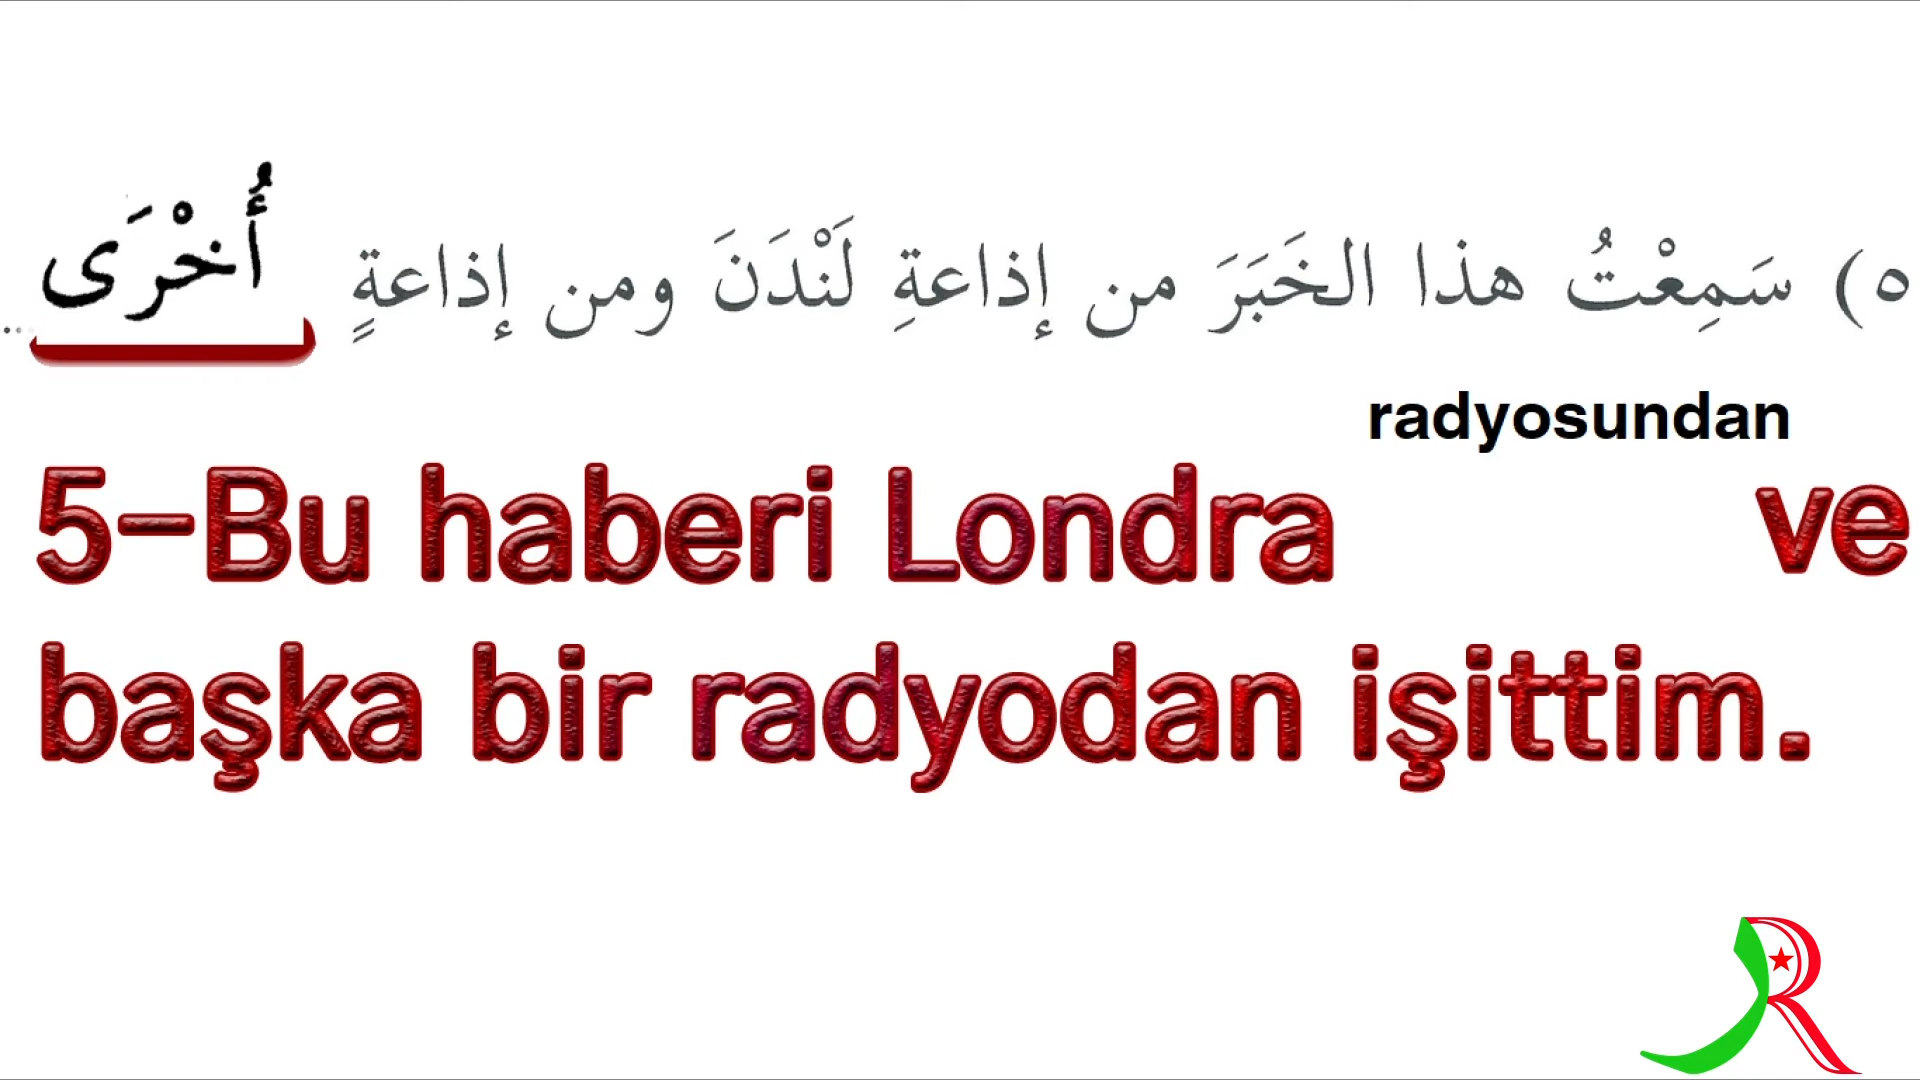 ٥) سَمِعْتُ هذا الخَبَرَ من إذاعةِ لَنْدَنَ ومن إذاعةٍ أُخْرَى ...
radyosundan
5-Bu haberi Londra ve
başka bir radyodan işittim.